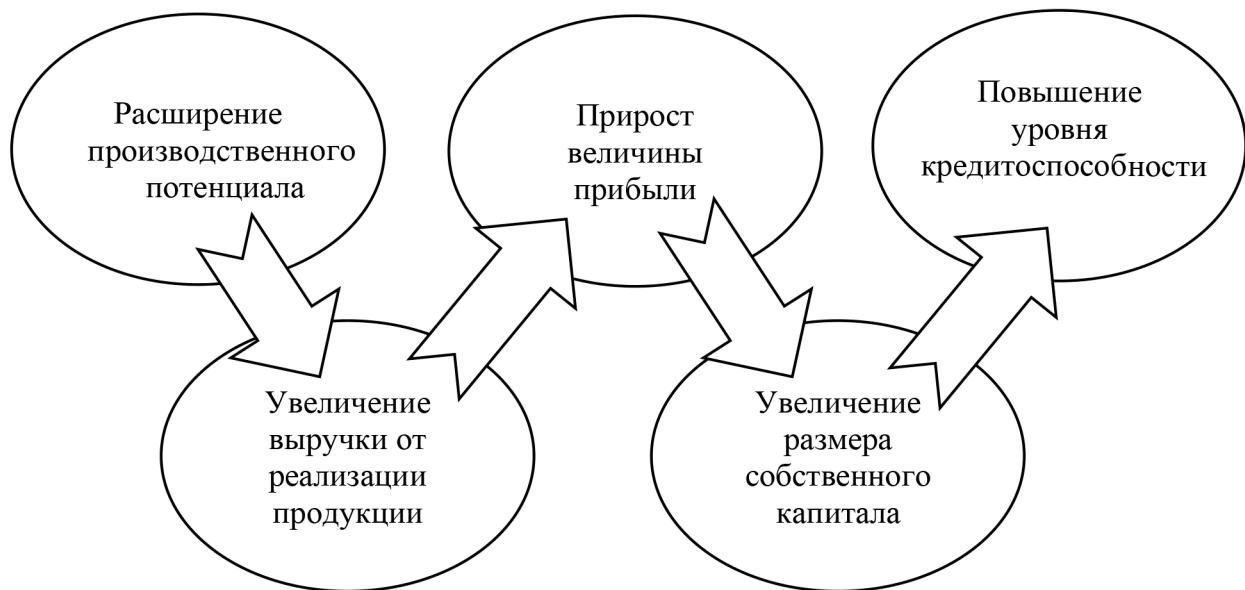 Расширение
производственного
потенциала
Увеличение
выручки от
реализации
продукции
Прирост
величины
прибыли
Увеличение
размера
собственного
капитала
Повышение
уровня
кредитоспособности